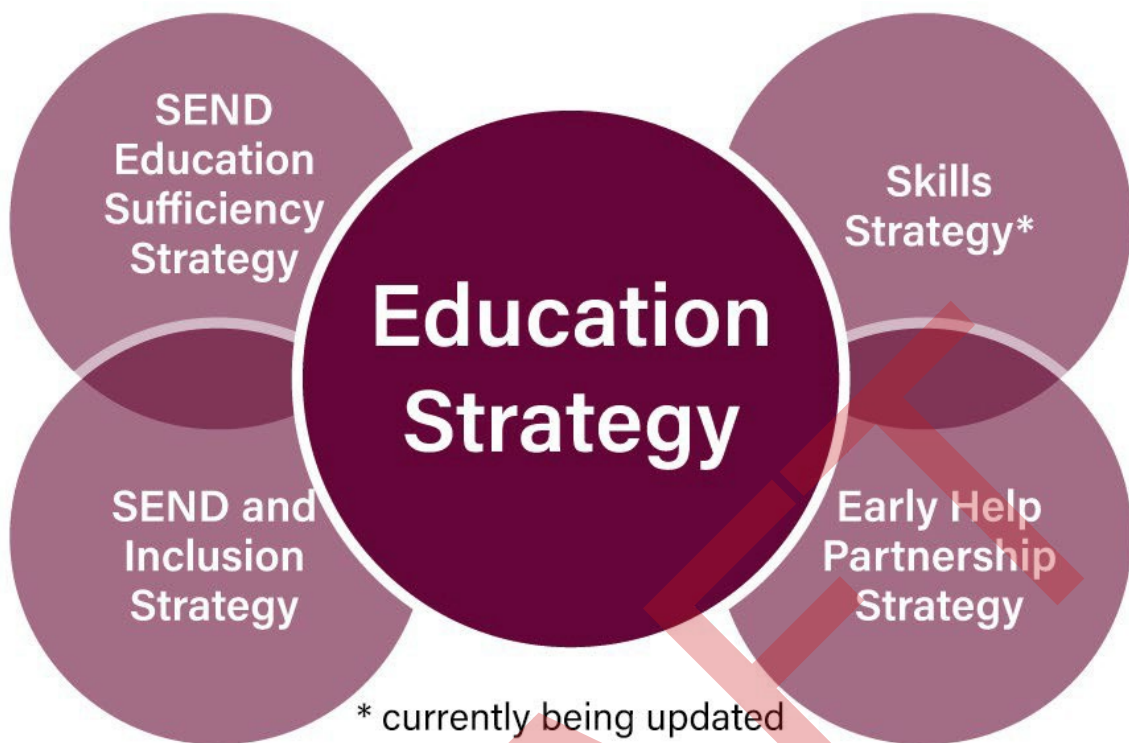 SEND
Education
Sufficiency
Strategy
Skills
Strategy*
Education
Strategy
SEND and
Inclusion
Strategy
Early Help
Partnership
Strategy
* currently being updated